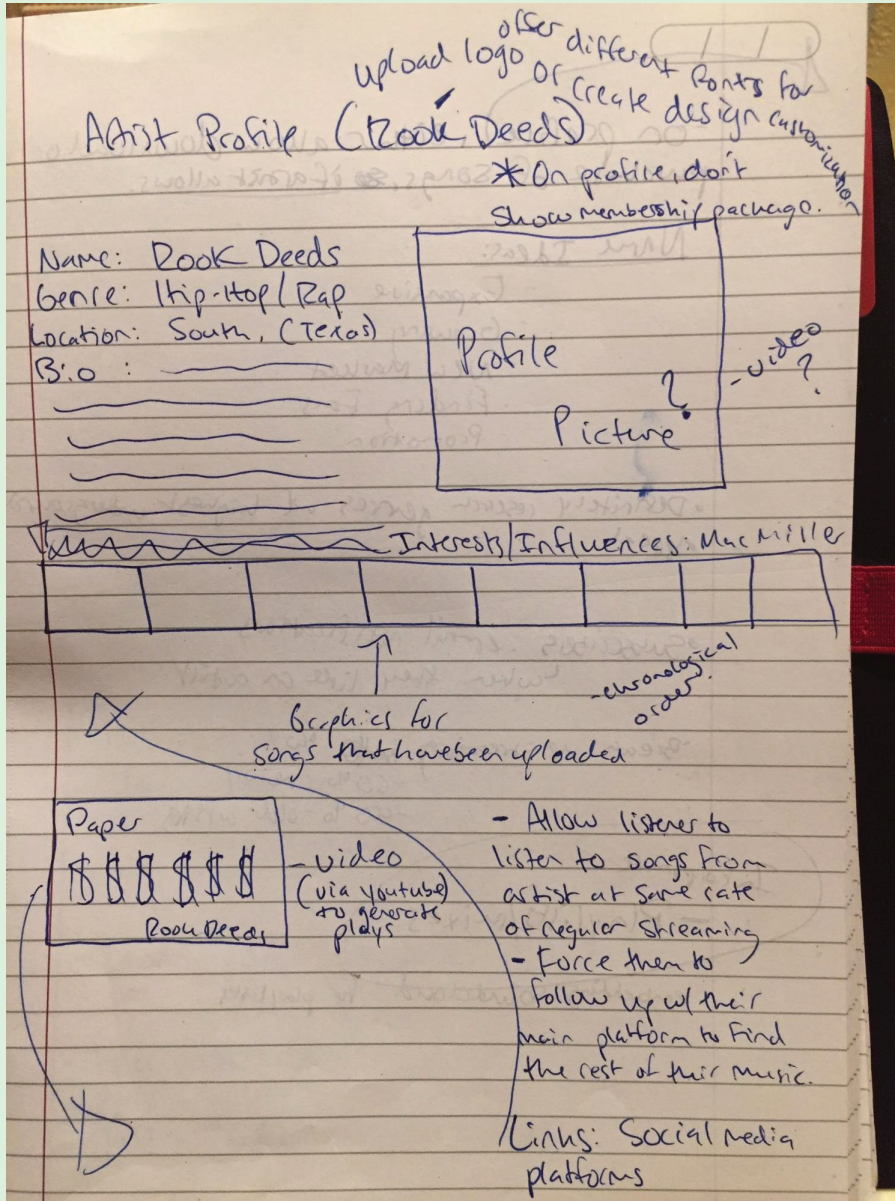 upload logo or create design
offer different fonts for customization
Artist Profile (Rook Deeds)
* On profile, don't
show membership package.
Name: Rook Deeds
Genre: Hip-Hop/Rap
Location: South, (Texas)
Bio:
Profile
Picture?
- video
?
Interests/Influences: Mac Miller
- chronological
order.
Graphics for
songs that have been uploaded
Paper
$ $ $ $ $ $
Rook Deeds
- video
(via youtube)
to generate
plays
- Allow listener to
listen to songs from
artist at same rate
of regular streaming
- Force them to
follow up w/ their
main platform to find
the rest of their music.
Links: Social media
platforms